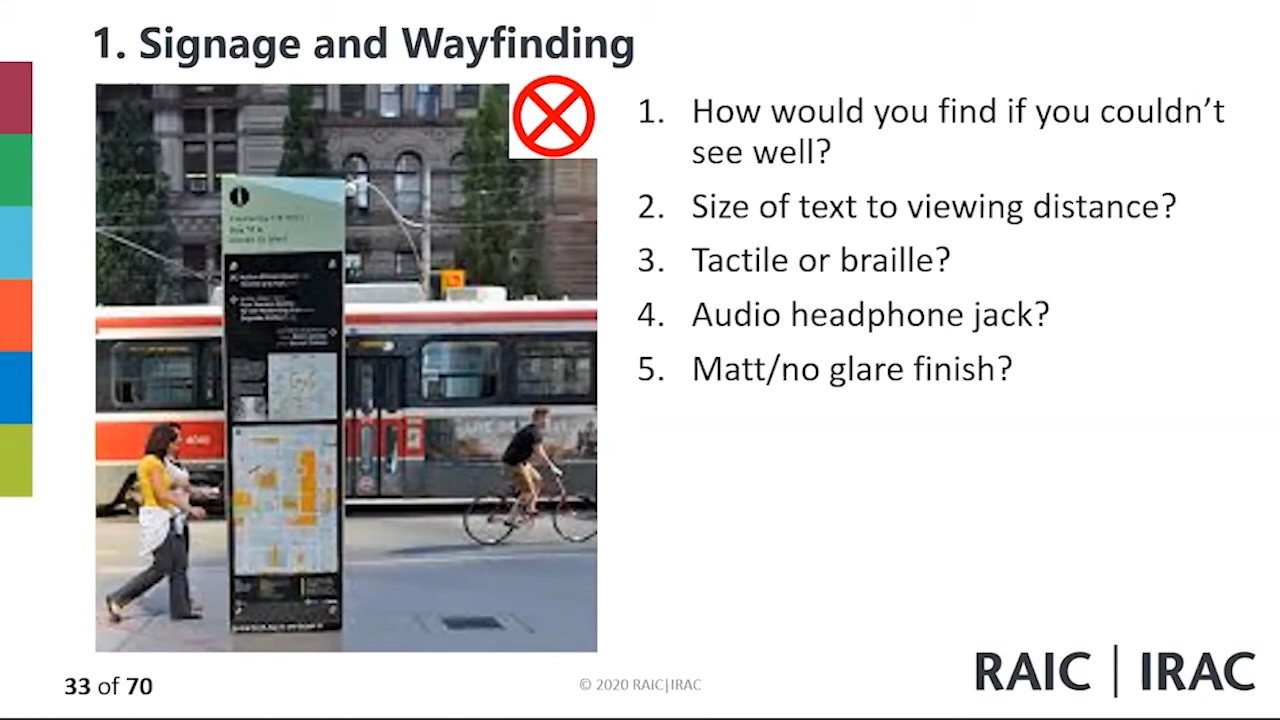 1. Signage and Wayfinding
1. How would you find if you couldn't
see well?
2. Size of text to viewing distance?
3. Tactile or braille?
4. Audio headphone jack?
5. Matt/no glare finish?
33 of 70
© 2020 RAIC|IRAC
RAIC | IRAC